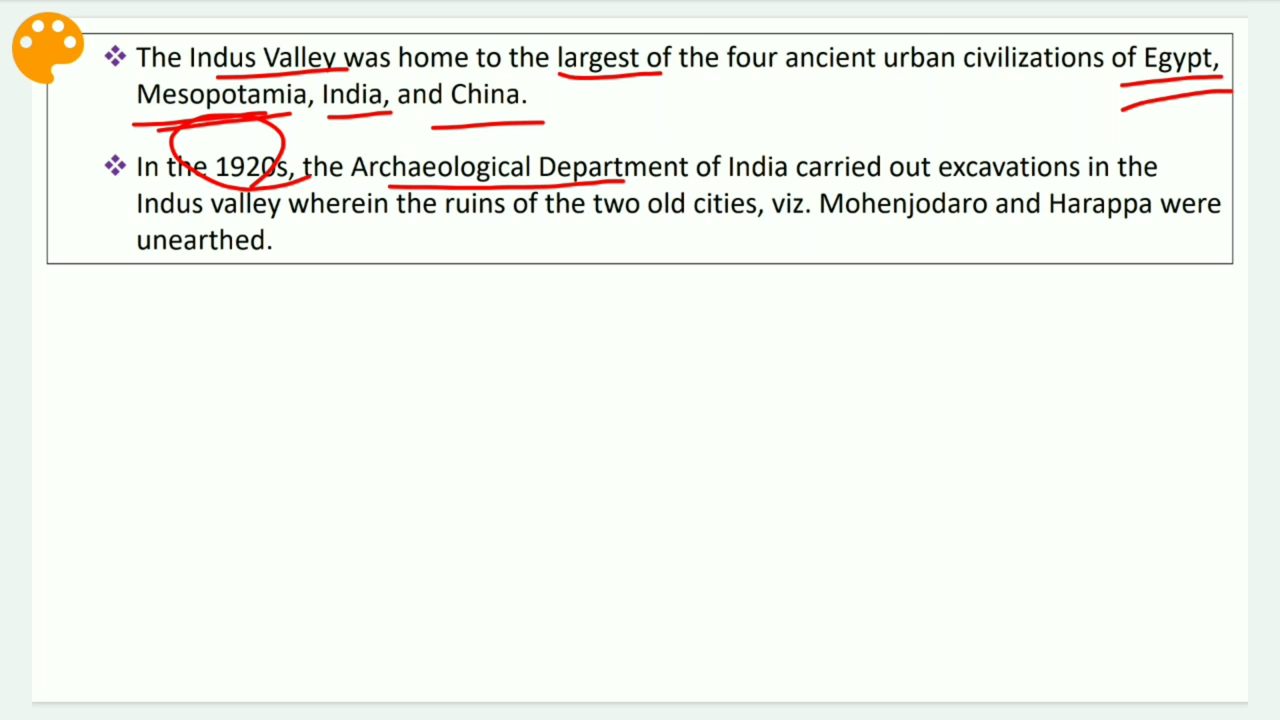 The Indus Valley was home to the largest of the four ancient urban civilizations of Egypt,
Mesopotamia, India, and China.
In the 1920s, the Archaeological Department of India carried out excavations in the
Indus valley wherein the ruins of the two old cities, viz. Mohenjodaro and Harappa were
unearthed.